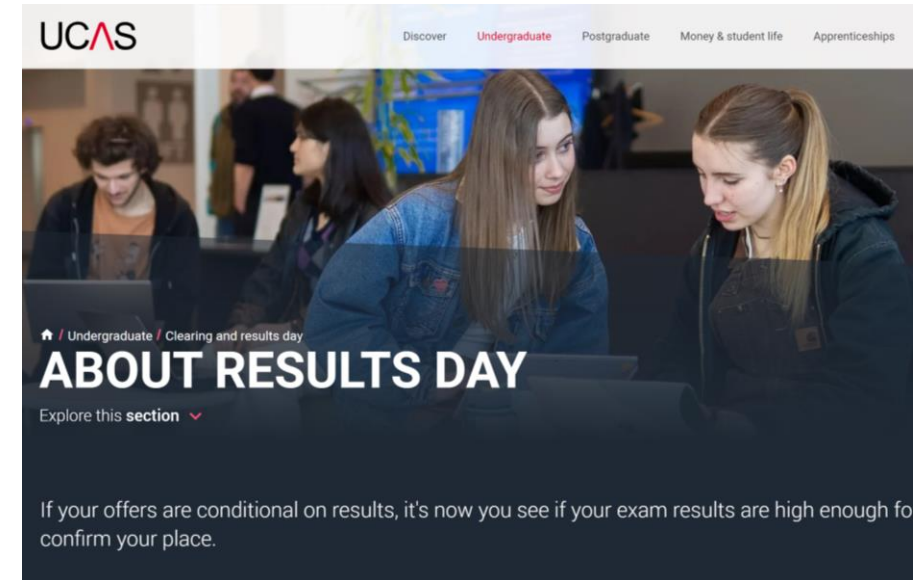 UCAS
Discover Undergraduate Postgraduate Money & student life Apprenticeships
/ Undergraduate / Clearing and results day
ABOUT RESULTS DAY
Explore this section
If your offers are conditional on results, it's now you see if your exam results are high enough fo
confirm your place.